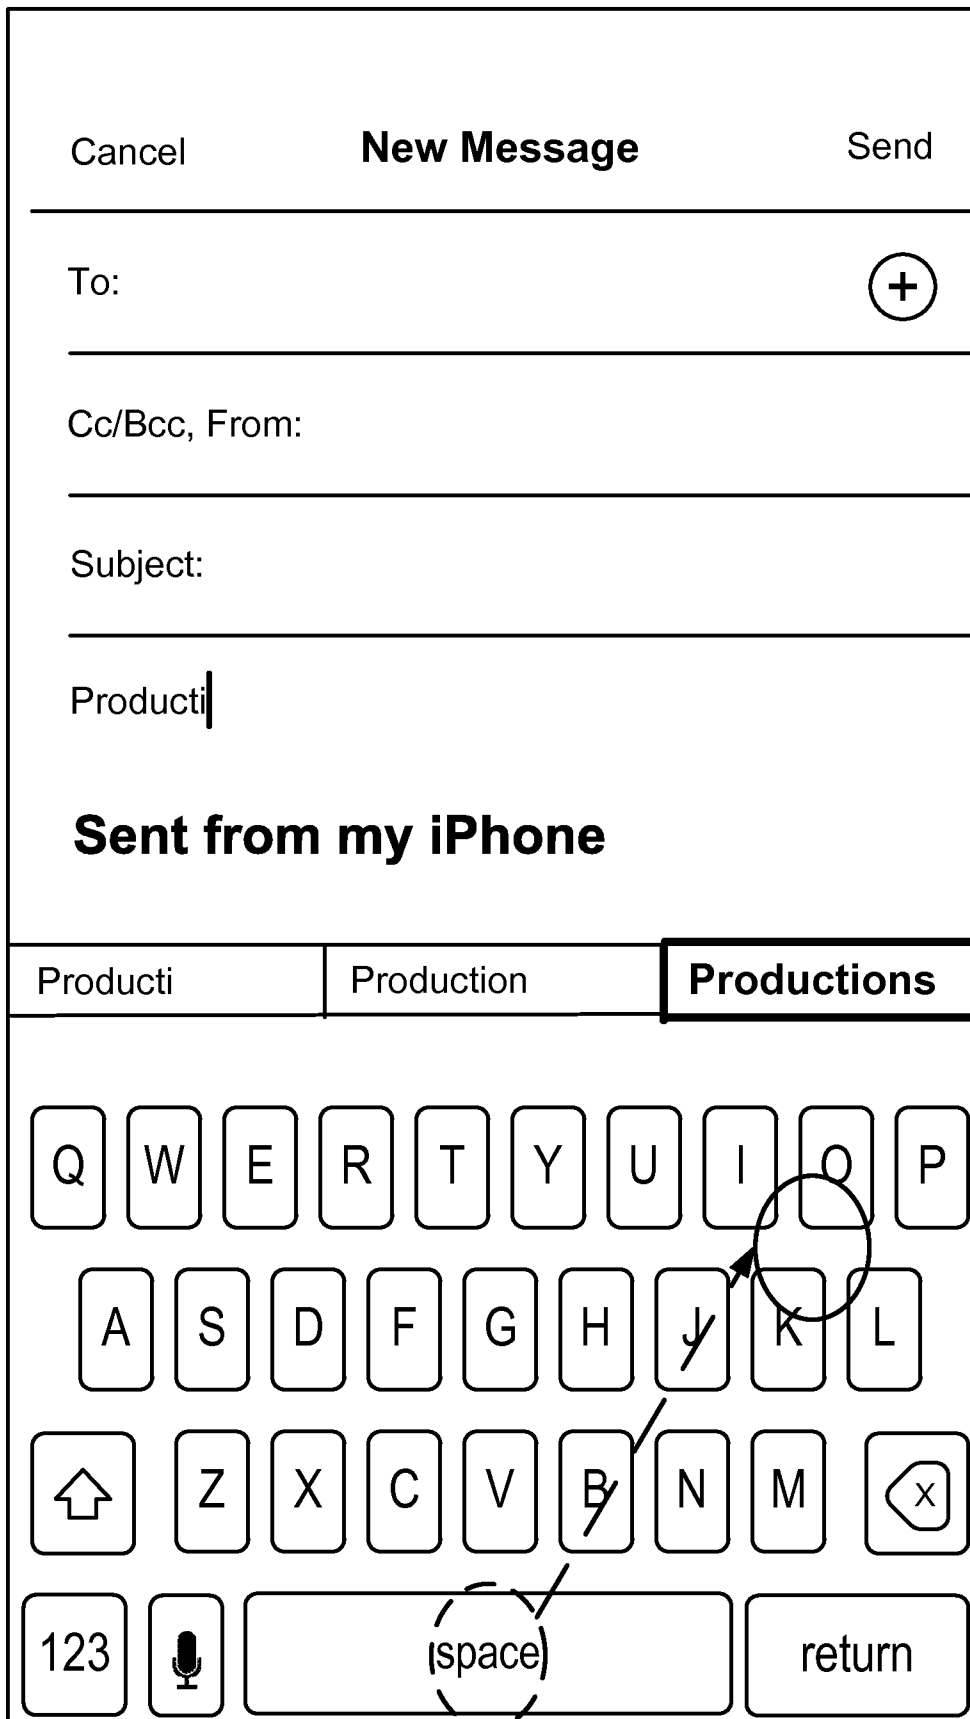 Cancel New Message Send
To: +
Cc/Bcc, From:
Subject:
Producti
Sent from my iPhone
Producti Production Productions
Q W E R T Y U I O P
A S D F G H J K L
Z X C V B N M X
123 space return